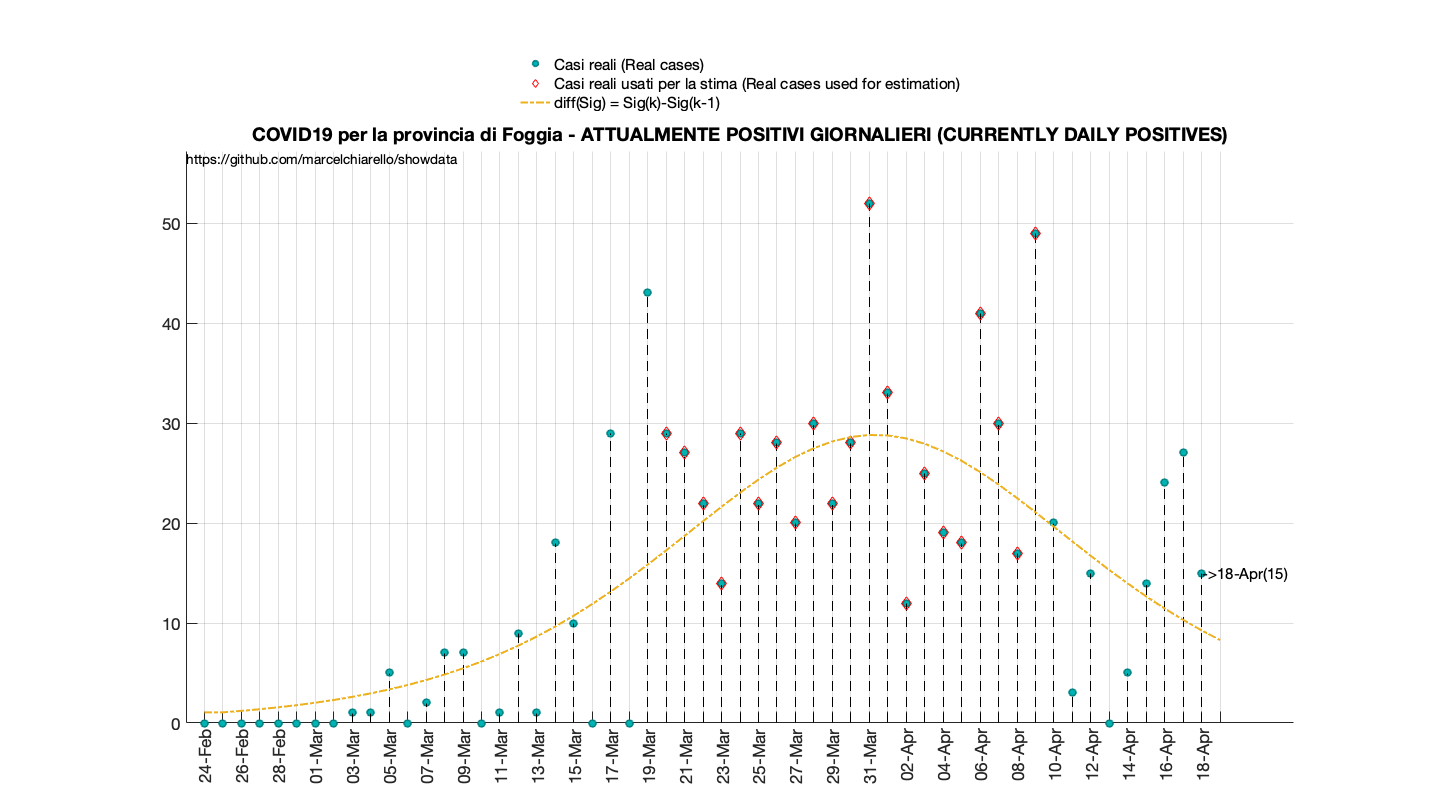 Casi reali (Real cases)
Casi reali usati per la stima (Real cases used for estimation)
diff(Sig) = Sig(k)-Sig(k-1)
COVID19 per la provincia di Foggia - ATTUALMENTE POSITIVI GIORNALIERI (CURRENTLY DAILY POSITIVES)
https://github.com/marcelchiarello/showdata
50
40
30
20
10
0
->18-Apr(15)
24-Feb
26-Feb
28-Feb
01-Mar
03-Mar
05-Mar
07-Mar
09-Mar
11-Mar
13-Mar
15-Mar
17-Mar
19-Mar
21-Mar
23-Mar
25-Mar
27-Mar
29-Mar
31-Mar
02-Apr
04-Apr
06-Apr
08-Apr
10-Apr
12-Apr
14-Apr
16-Apr
18-Apr